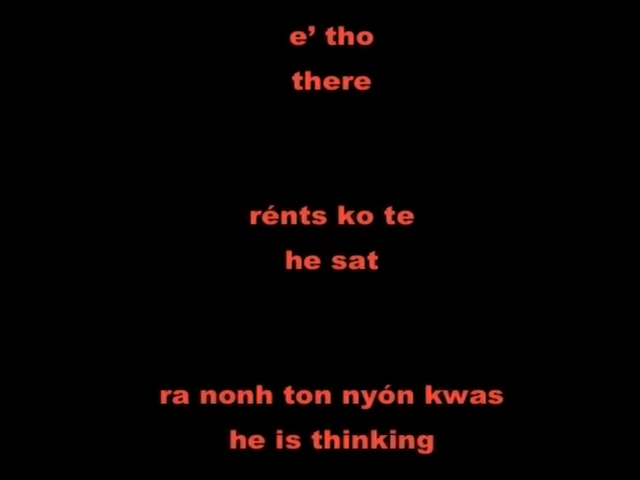 e’ tho
there
rénts ko te
he sat
ra nonh ton nyón kwas
he is thinking